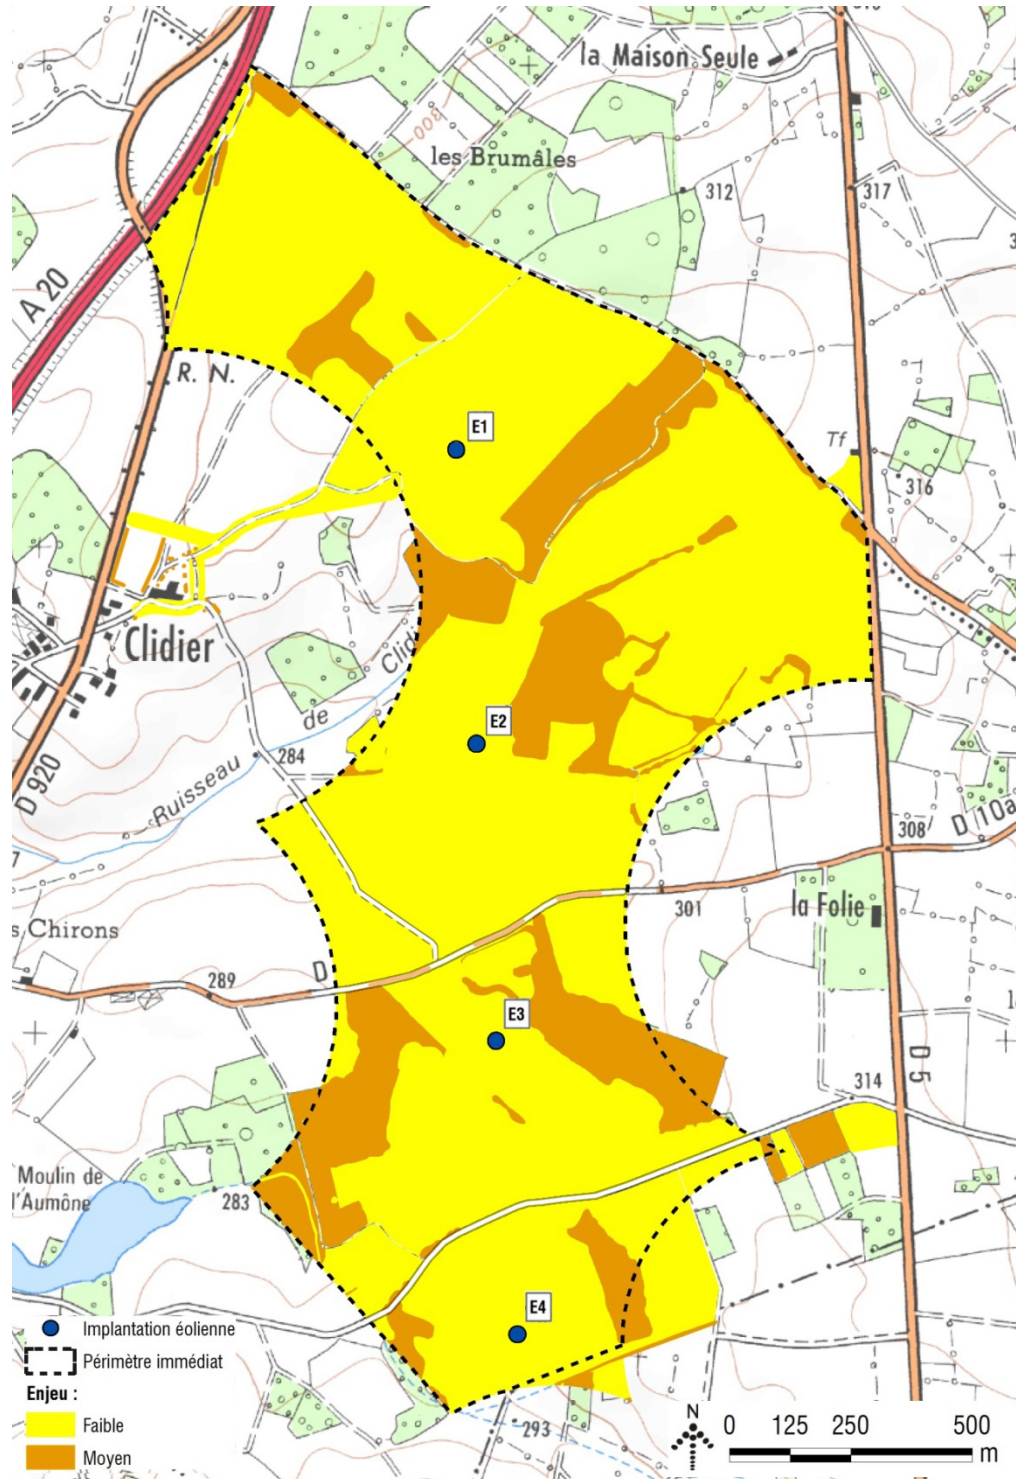 la Maison Seule
300
les Brumâles
312
317
A 20
R. N.
E1
Tf
316
Clidier
Clidi
de
Ruisseau
E2
284
D 920
308
D 10a
301
la Folie
s Chirons
289
D
E3
D 5
314
Moulin de
l'Aumône
283
E4
293
Implantation éolienne
Périmètre immédiat
Enjeu :
Faible
Moyen
N
0 125 250 500
m